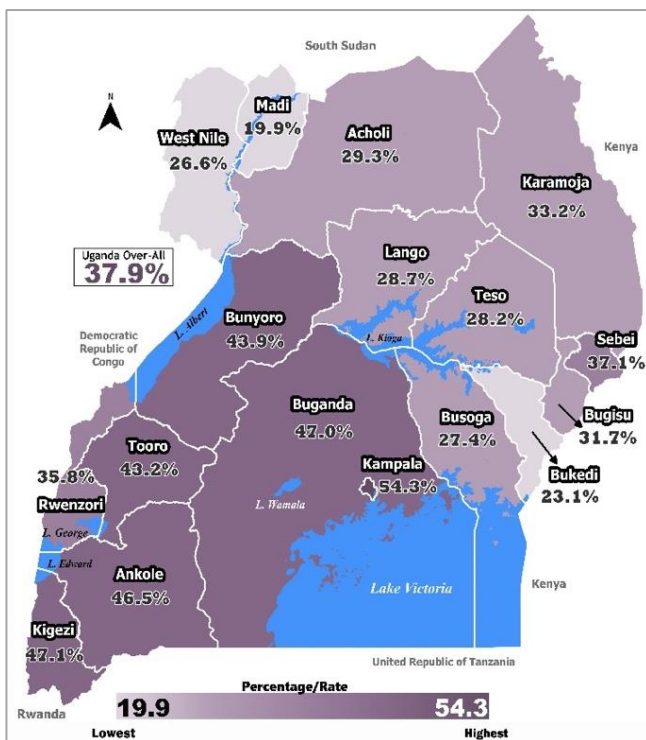 South Sudan
Madi
19.9%
N
West Nile
26.6%
Acholi
29.3%
Kenya
Karamoja
33.2%
Uganda Over-All
37.9%
Lango
28.7%
Teso
28.2%
L. Albert
Bunyoro
43.9%
L. Kioga
Sebei
37.1%
Democratic
Republic of
Congo
Buganda
47.0%
Busoga
27.4%
Bugisu
31.7%
Tooro
43.2%
Kampala
54.3%
Bukedi
23.1%
35.8%
Rwenzori
L. Wamala
L. George
L. Edward
Ankole
46.5%
Lake Victoria
Kenya
Kigezi
47.1%
United Republic of Tanzania
Percentage/Rate
19.9
54.3
Rwanda
Lowest
Highest